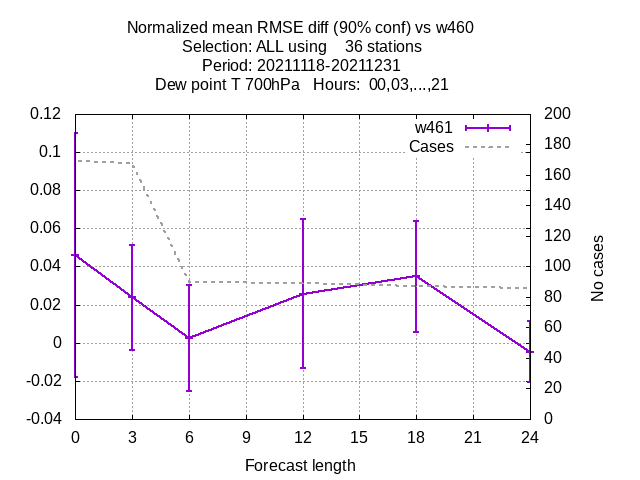 Normalized mean RMSE diff (90% conf) vs w460
Selection: ALL using    36 stations
Period: 20211118-20211231
Dew point T 700hPa   Hours:  00,03,...,21
0.12
0.1
0.08
0.06
0.04
0.02
0
-0.02
-0.04
200
180
160
140
120
100
80
60
40
20
0
w461
Cases
No cases
0 3 6 9 12 15 18 21 24
Forecast length